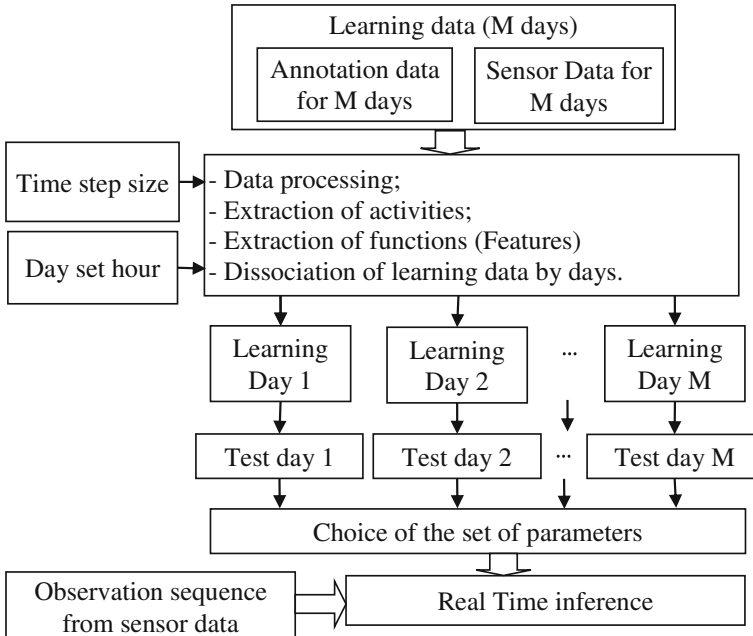 Learning data (M days)
Annotation data
for M days
Sensor Data for
M days
Time step size
Day set hour
- Data processing;
- Extraction of activities;
- Extraction of functions (Features)
- Dissociation of learning data by days.
Learning
Day 1
Learning
Day 2
...
Learning
Day M
Test day 1
Test day 2
...
Test day M
Choice of the set of parameters
Observation sequence
from sensor data
Real Time inference